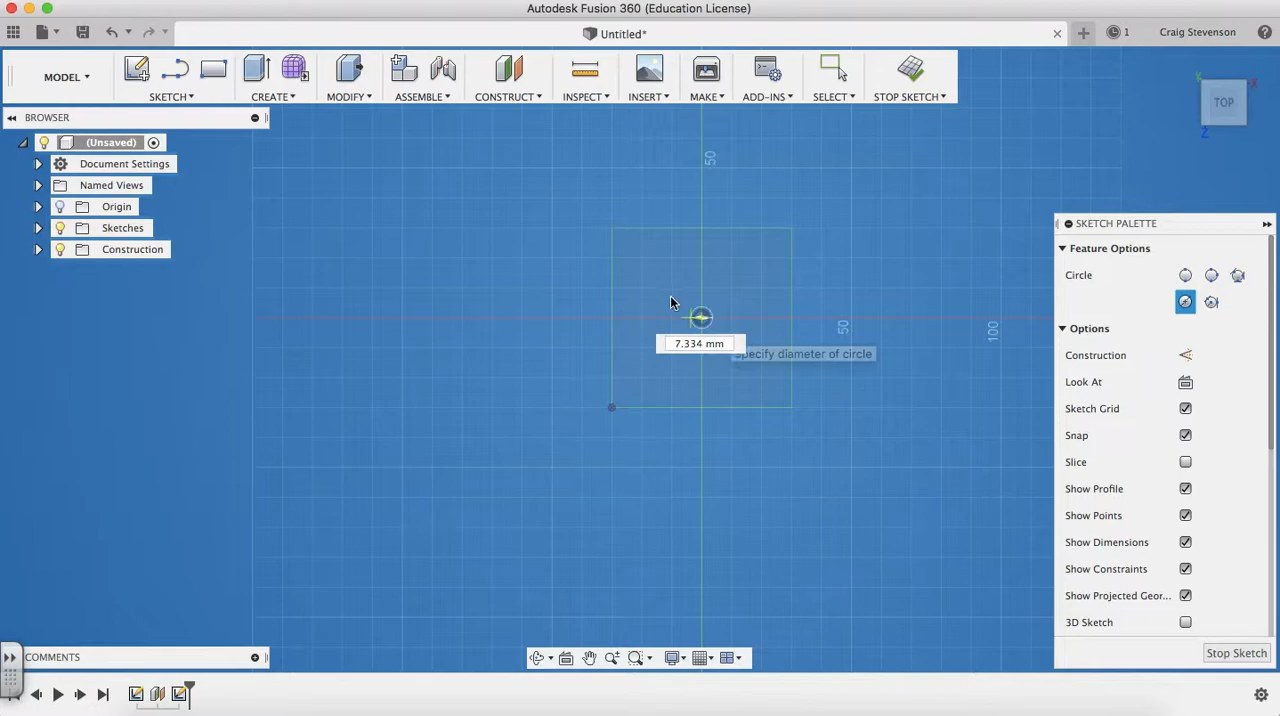 Autodesk Fusion 360 (Education License)
Untitled*
1
Craig Stevenson
MODEL
SKETCH
CREATE
MODIFY
ASSEMBLE
CONSTRUCT
INSPECT
INSERT
MAKE
ADD-INS
SELECT
STOP SKETCH
TOP
Y
X
Z
BROWSER
(Unsaved)
Document Settings
Named Views
Origin
Sketches
Construction
50
50
100
7.334 mm
Specify diameter of circle
SKETCH PALETTE
Feature Options
Circle
Options
Construction
Look At
Sketch Grid
Snap
Slice
Show Profile
Show Points
Show Dimensions
Show Constraints
Show Projected Geor...
3D Sketch
Stop Sketch
COMMENTS